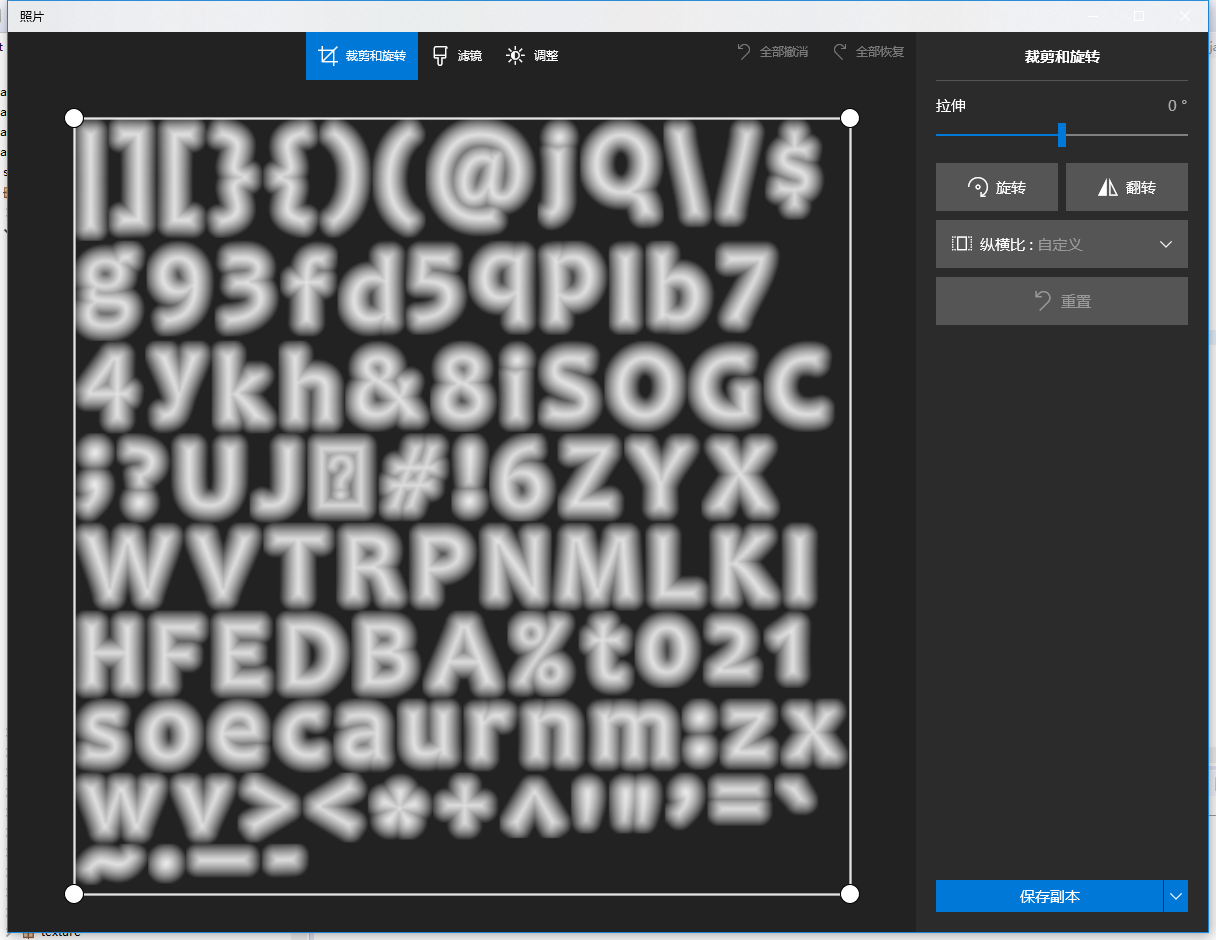 照片
裁剪和旋转 滤镜 调整 全部撤消 全部恢复
裁剪和旋转
拉伸 0 °
旋转 翻转
纵横比 : 自定义
重置
|][}{)(@jQ\/$
g93fd5qplb7
4ykh&8iSOGC
;?UJ#!6ZYX
WVTRPNMLKI
HFEDBA%t021
soecaurnm:zx
wv><*+^'",=`
~.—-
保存副本
texture